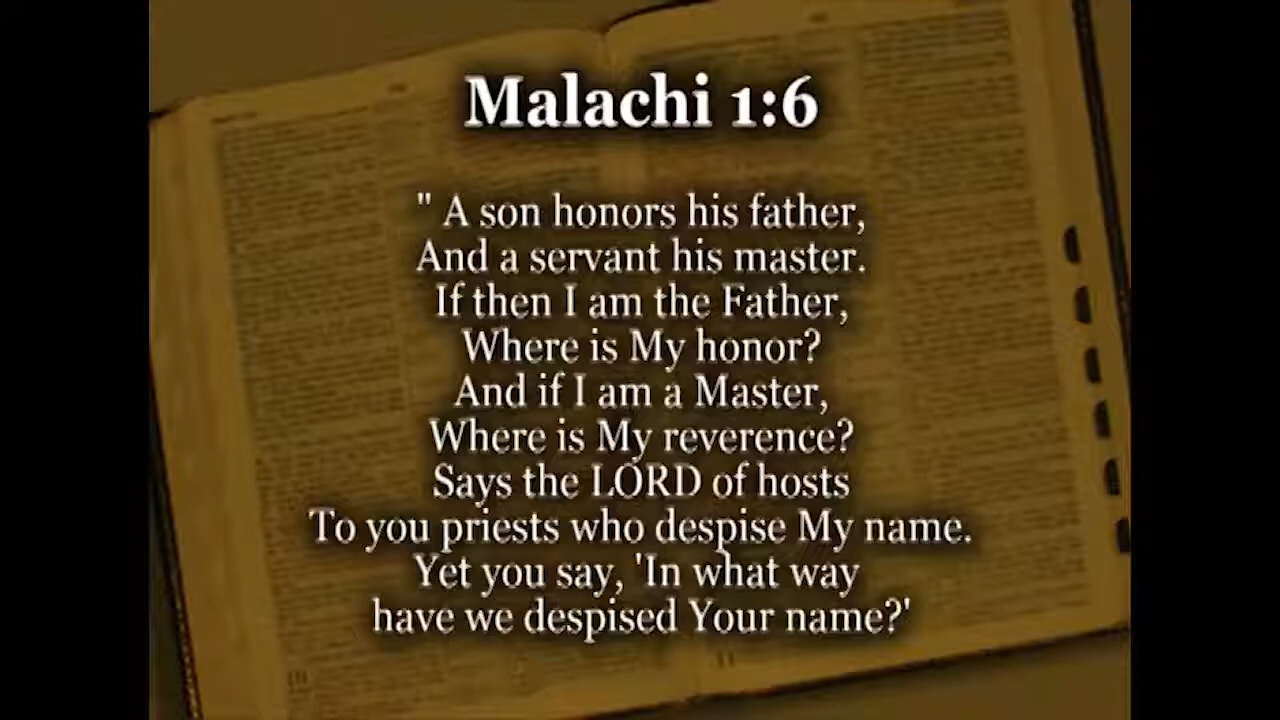 Malachi 1:6
" A son honors his father,
And a servant his master.
If then I am the Father,
Where is My honor?
And if I am a Master,
Where is My reverence?
Says the LORD of hosts
To you priests who despise My name.
Yet you say, 'In what way
have we despised Your name?'